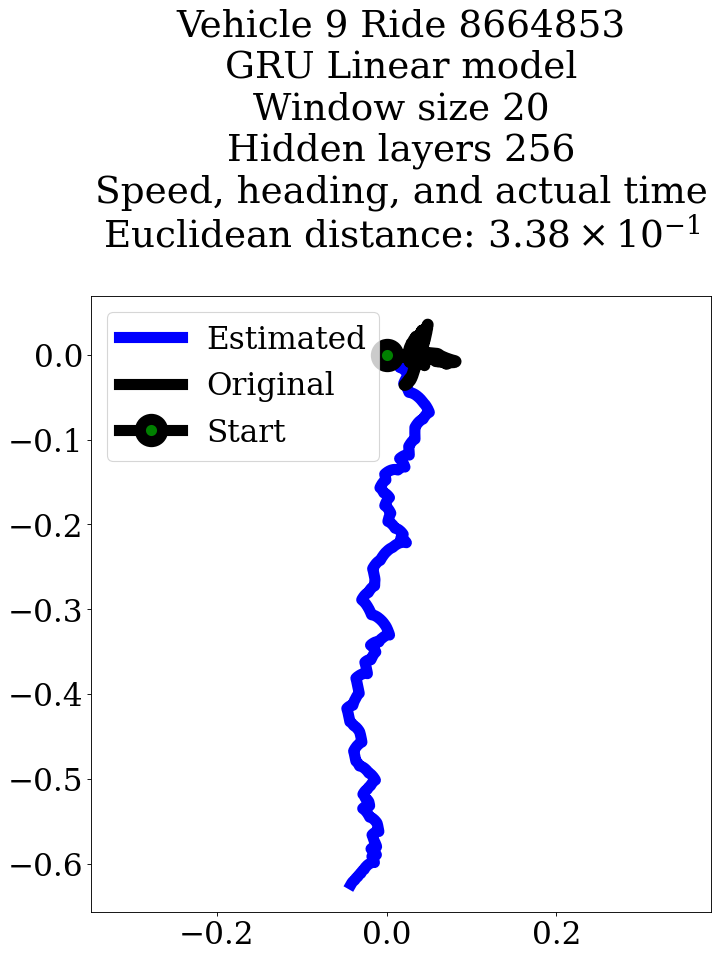 Vehicle 9 Ride 8664853
GRU Linear model
Window size 20
Hidden layers 256
Speed, heading, and actual time
Euclidean distance: 3.38 × 10⁻¹
Estimated
Original
Start
0.0
−0.1
−0.2
−0.3
−0.4
−0.5
−0.6
−0.2 0.0 0.2